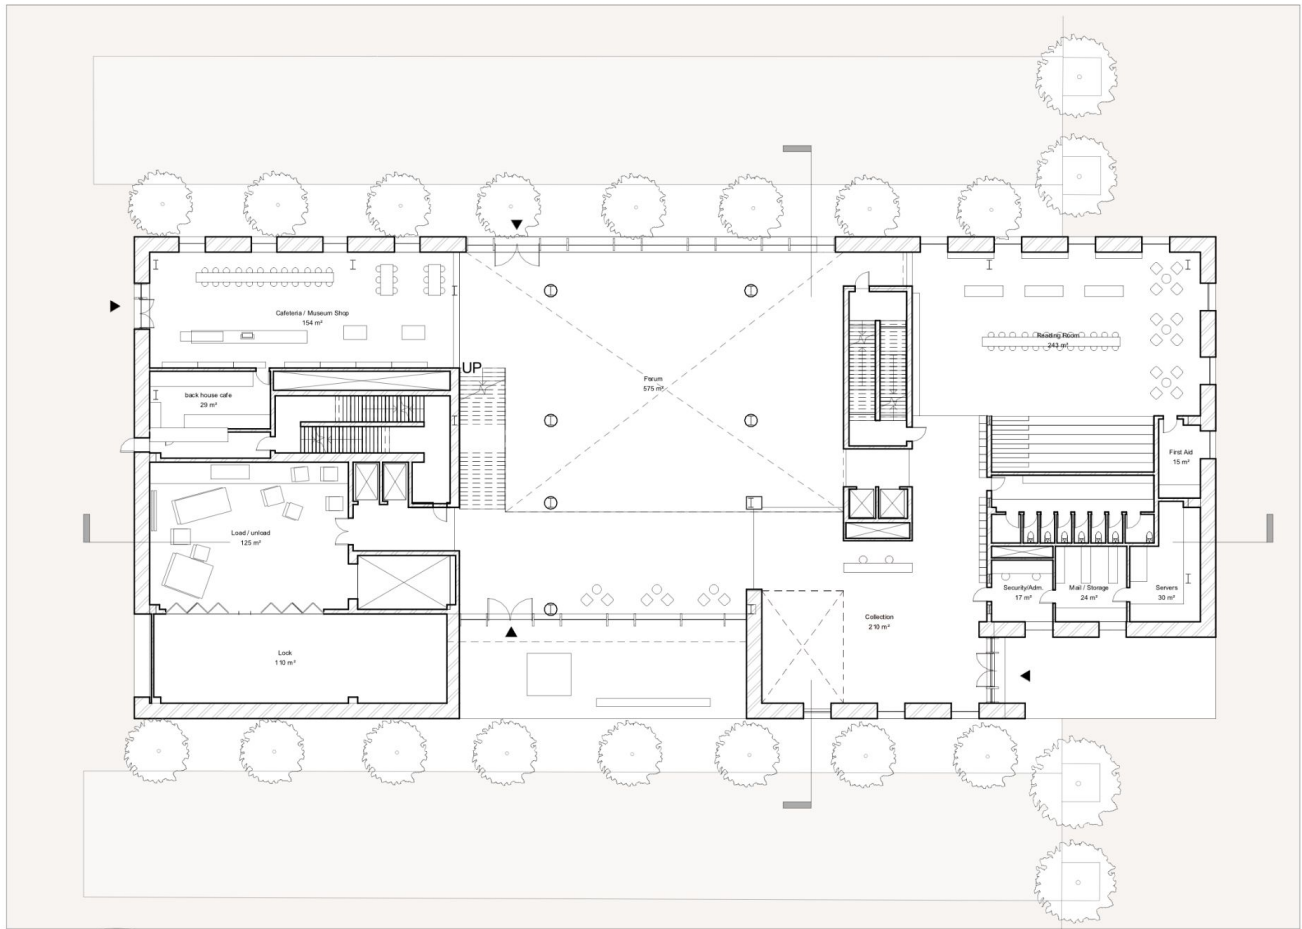 Cafeteria / Museum Shop
154 m²
UP
Forum
575 m²
Reading Room
243 m²
back house cafe
29 m²
First Aid
15 m²
Load / unload
125 m²
Security/Adm.
17 m²
Mail / Storage
24 m²
Servers
30 m²
Collection
210 m²
Lock
110 m²